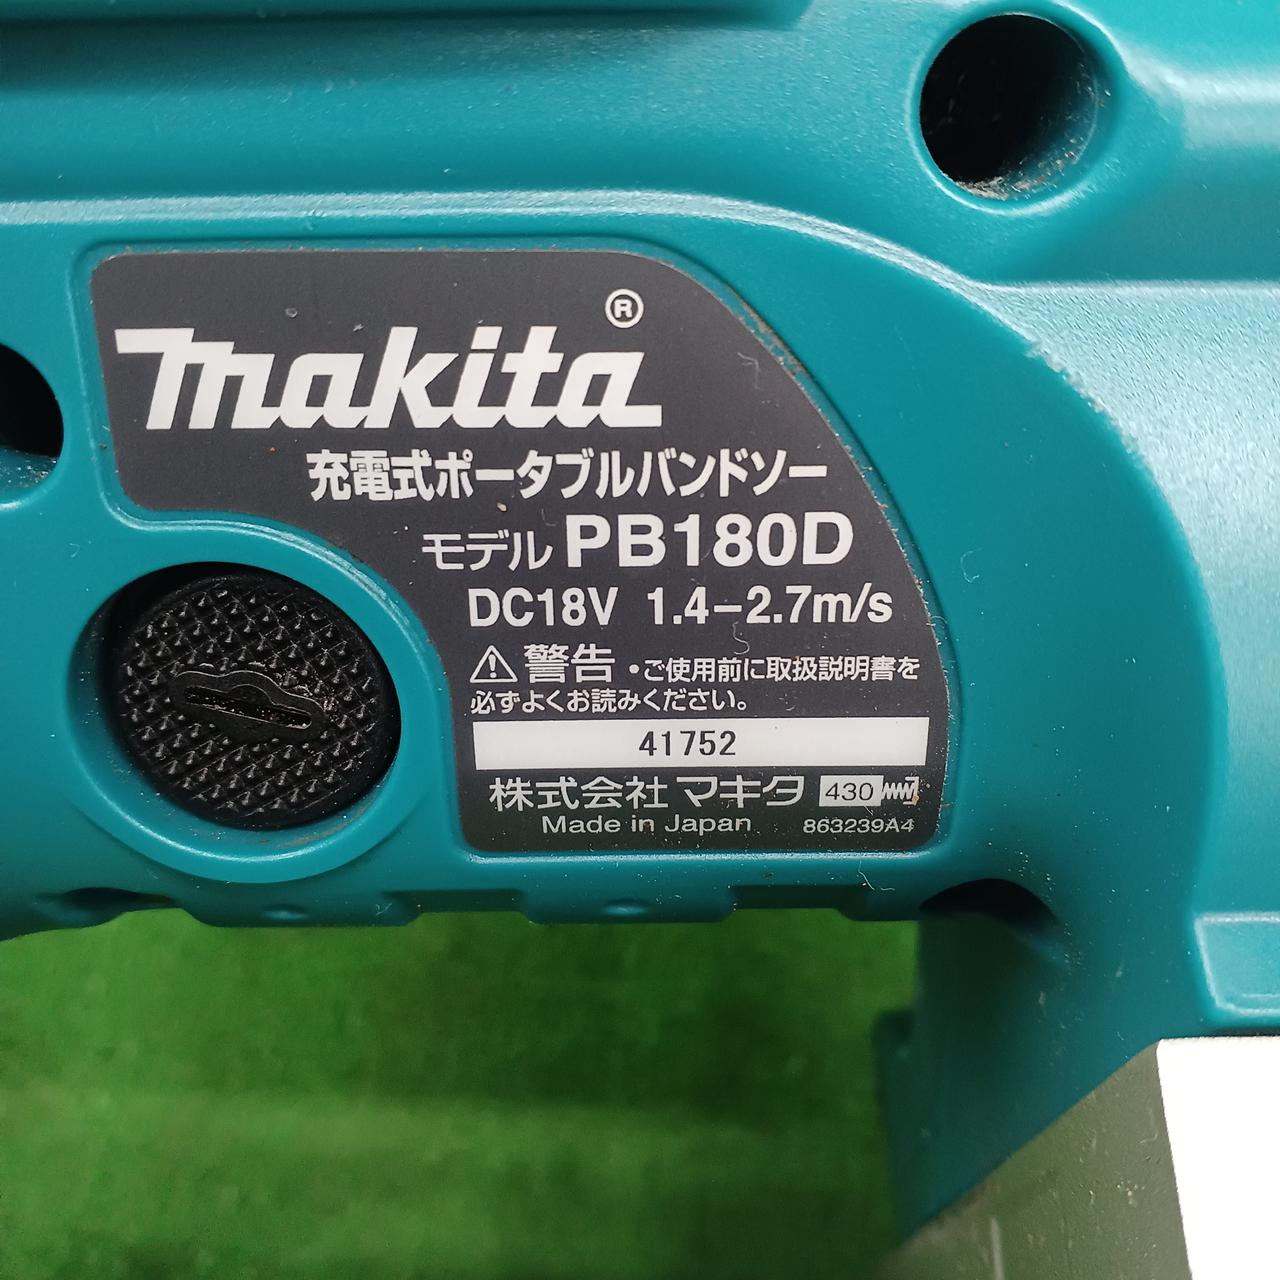 makita®
充電式ポータブルバンドソー
モデル PB180D
DC18V 1.4–2.7m/s
⚠ 警告・ご使用前に取扱説明書を
必ずよくお読みください。
41752
株式会社 マキタ 430
Made in Japan 863239A4